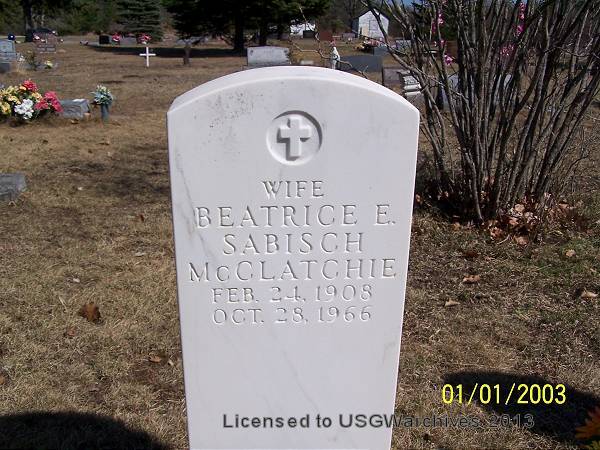 WIFE
BEATRICE E.
SABISCH
McCLATCHIE
FEB. 24, 1908
OCT. 28, 1966
01/01/2003
Licensed to USGWarchives 2013